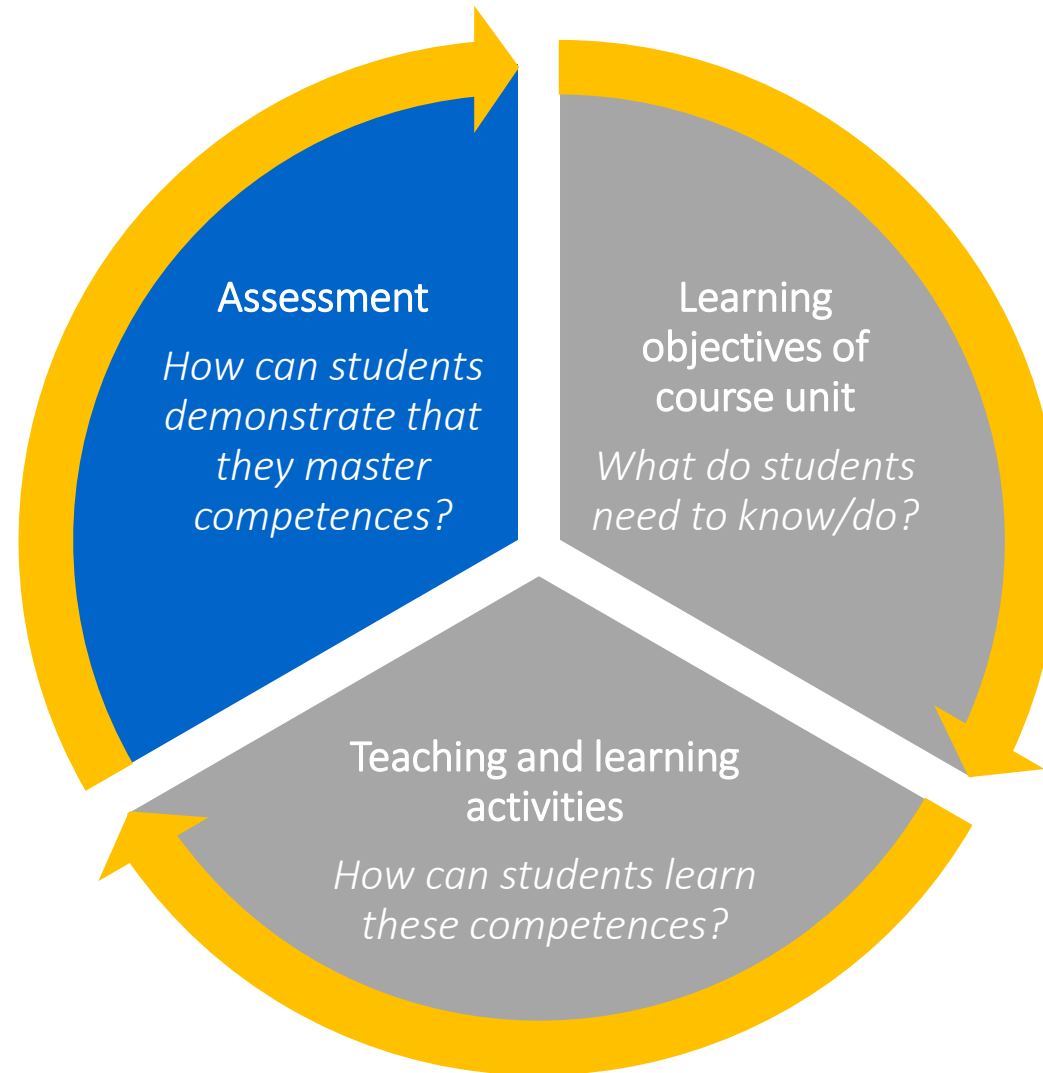 Assessment
How can students
demonstrate that
they master
competences?
Learning
objectives of
course unit
What do students
need to know/do?
Teaching and learning
activities
How can students learn
these competences?